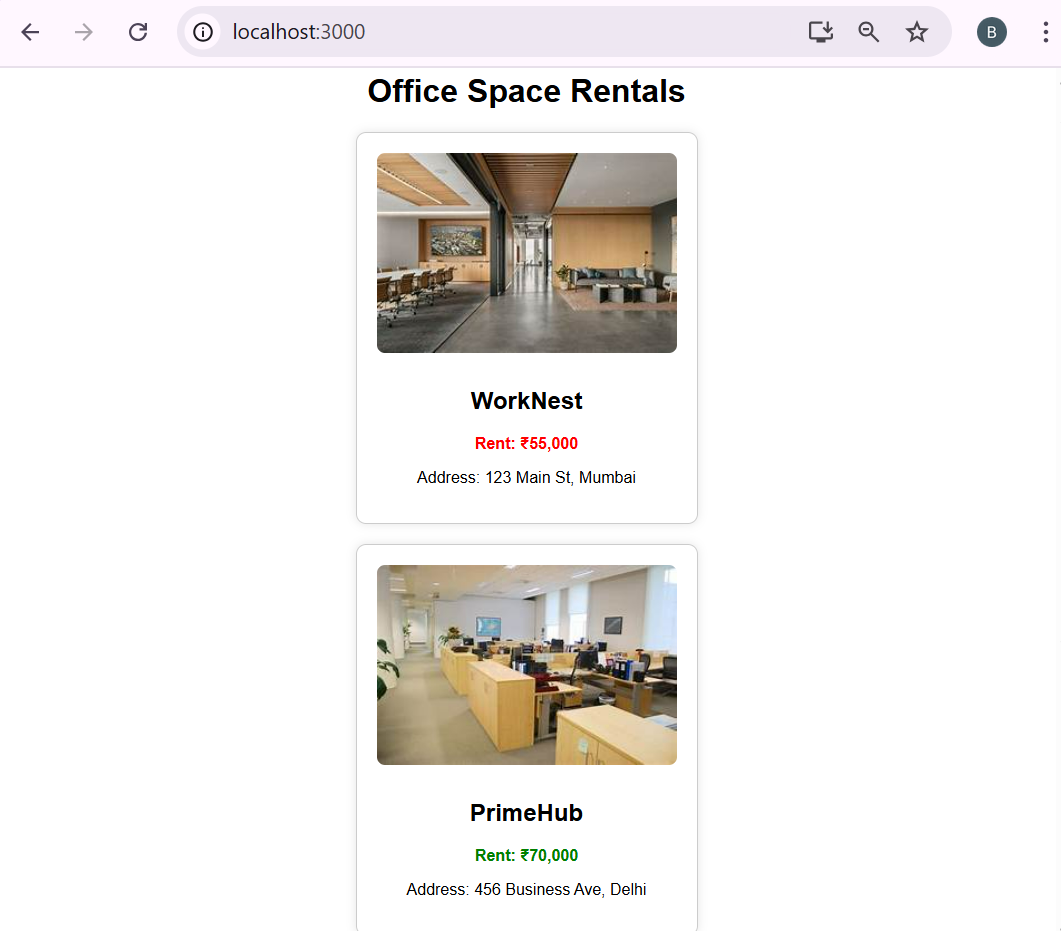 localhost:3000
B
Office Space Rentals
WorkNest
Rent: ₹55,000
Address: 123 Main St, Mumbai
PrimeHub
Rent: ₹70,000
Address: 456 Business Ave, Delhi